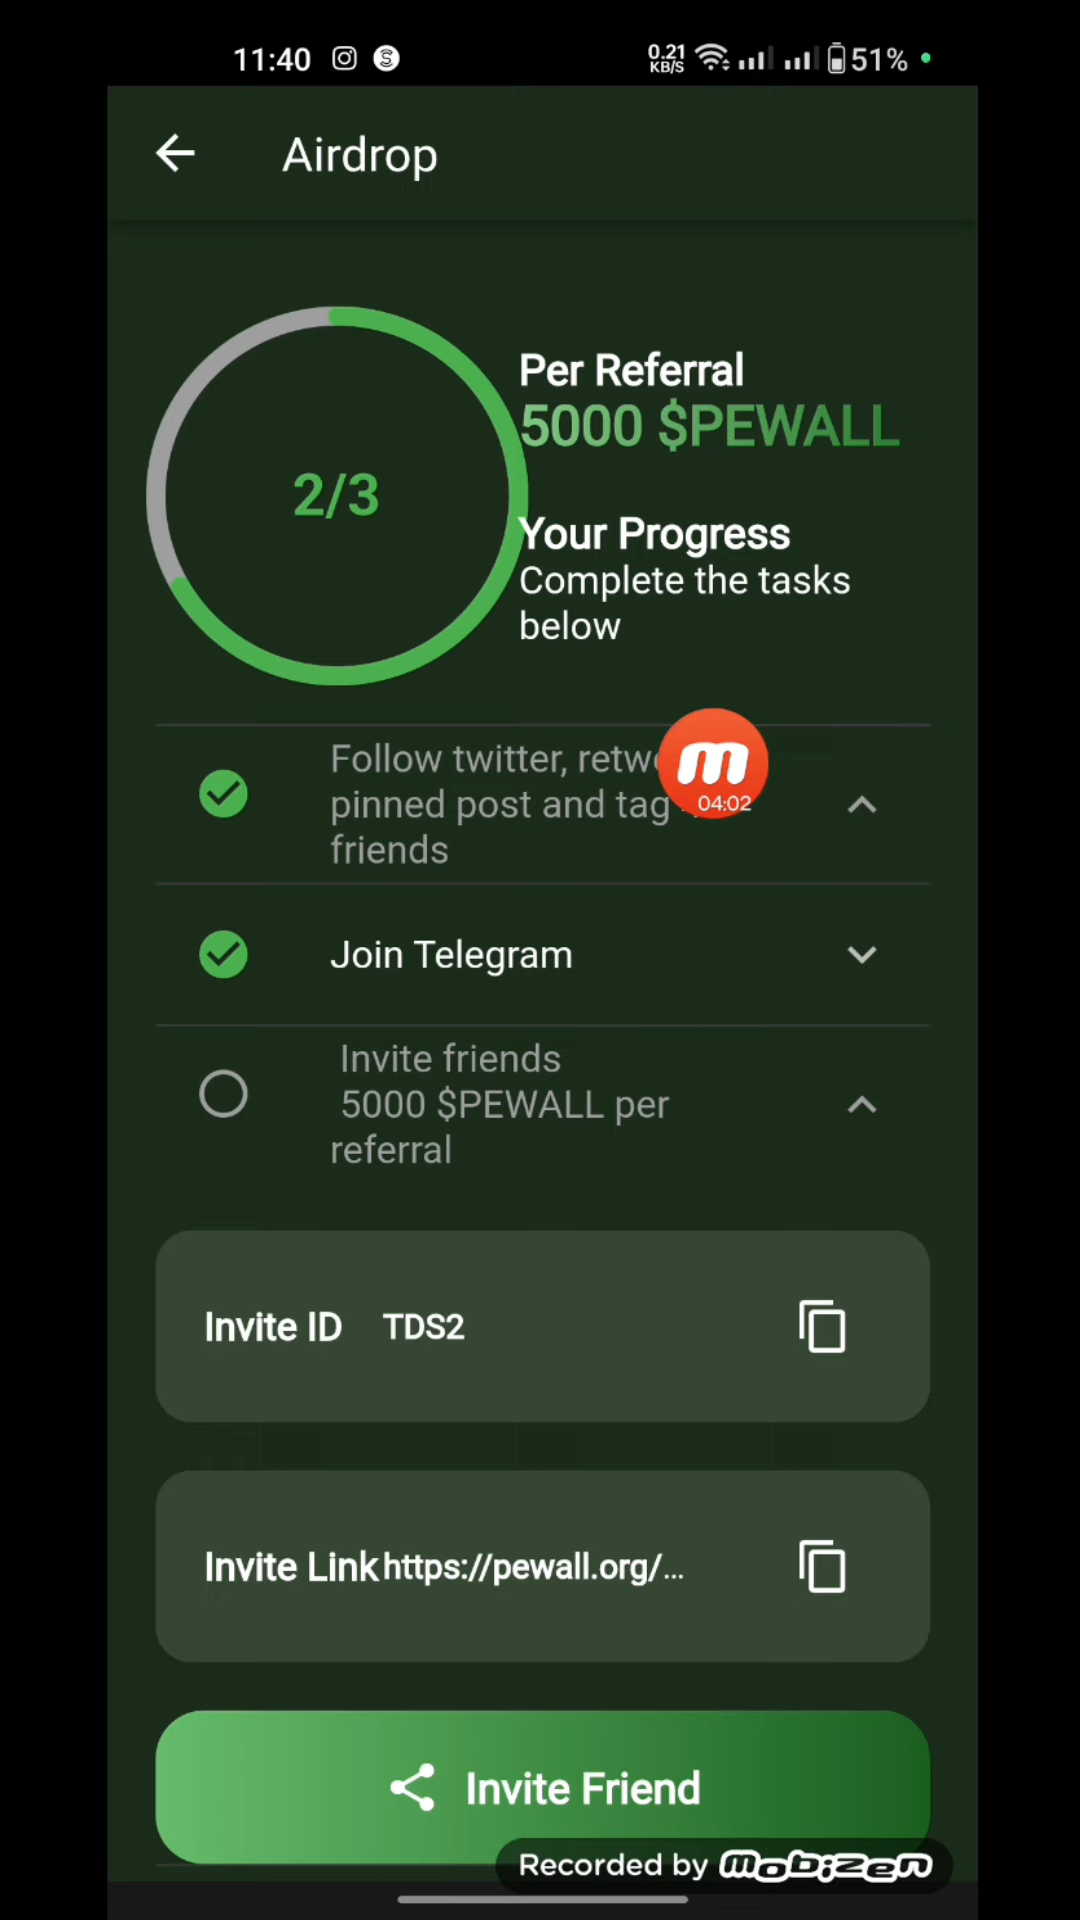 11:40
0.21
KB/S
51%
Airdrop
Per Referral
5000 $PEWALL
2/3
Your Progress
Complete the tasks
below
Follow twitter,
pinned post and tag
friends
Join Telegram
Invite friends
5000 $PEWALL per
referral
m
04:02
Invite ID TDS2
Invite Link https://pewall.org/...
Invite Friend
Recorded by mobizen